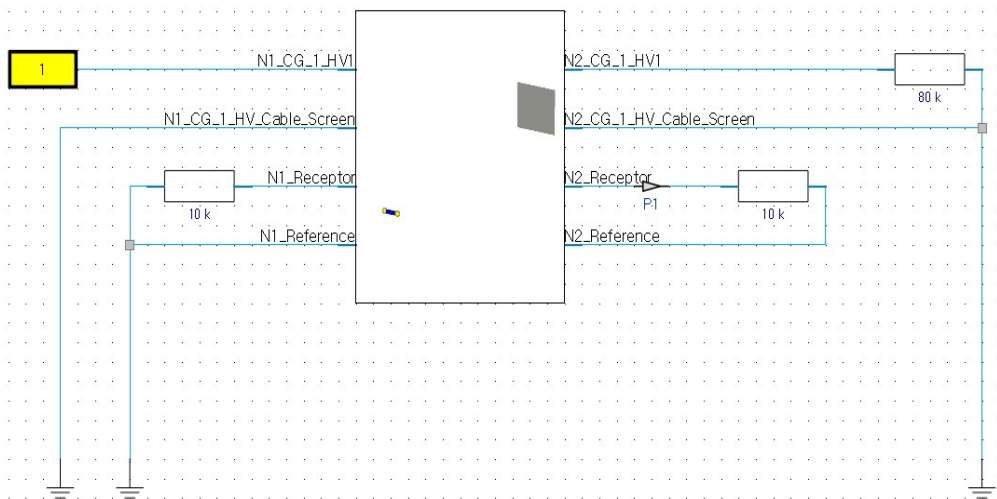 1
N1_CG_1_HV1
N2_CG_1_HV1
80 k
N1_CG_1_HV_Cable_Screen
N2_CG_1_HV_Cable_Screen
N1_Receptor
N2_Receptor
10 k
P1
10 k
N1_Reference
N2_Reference